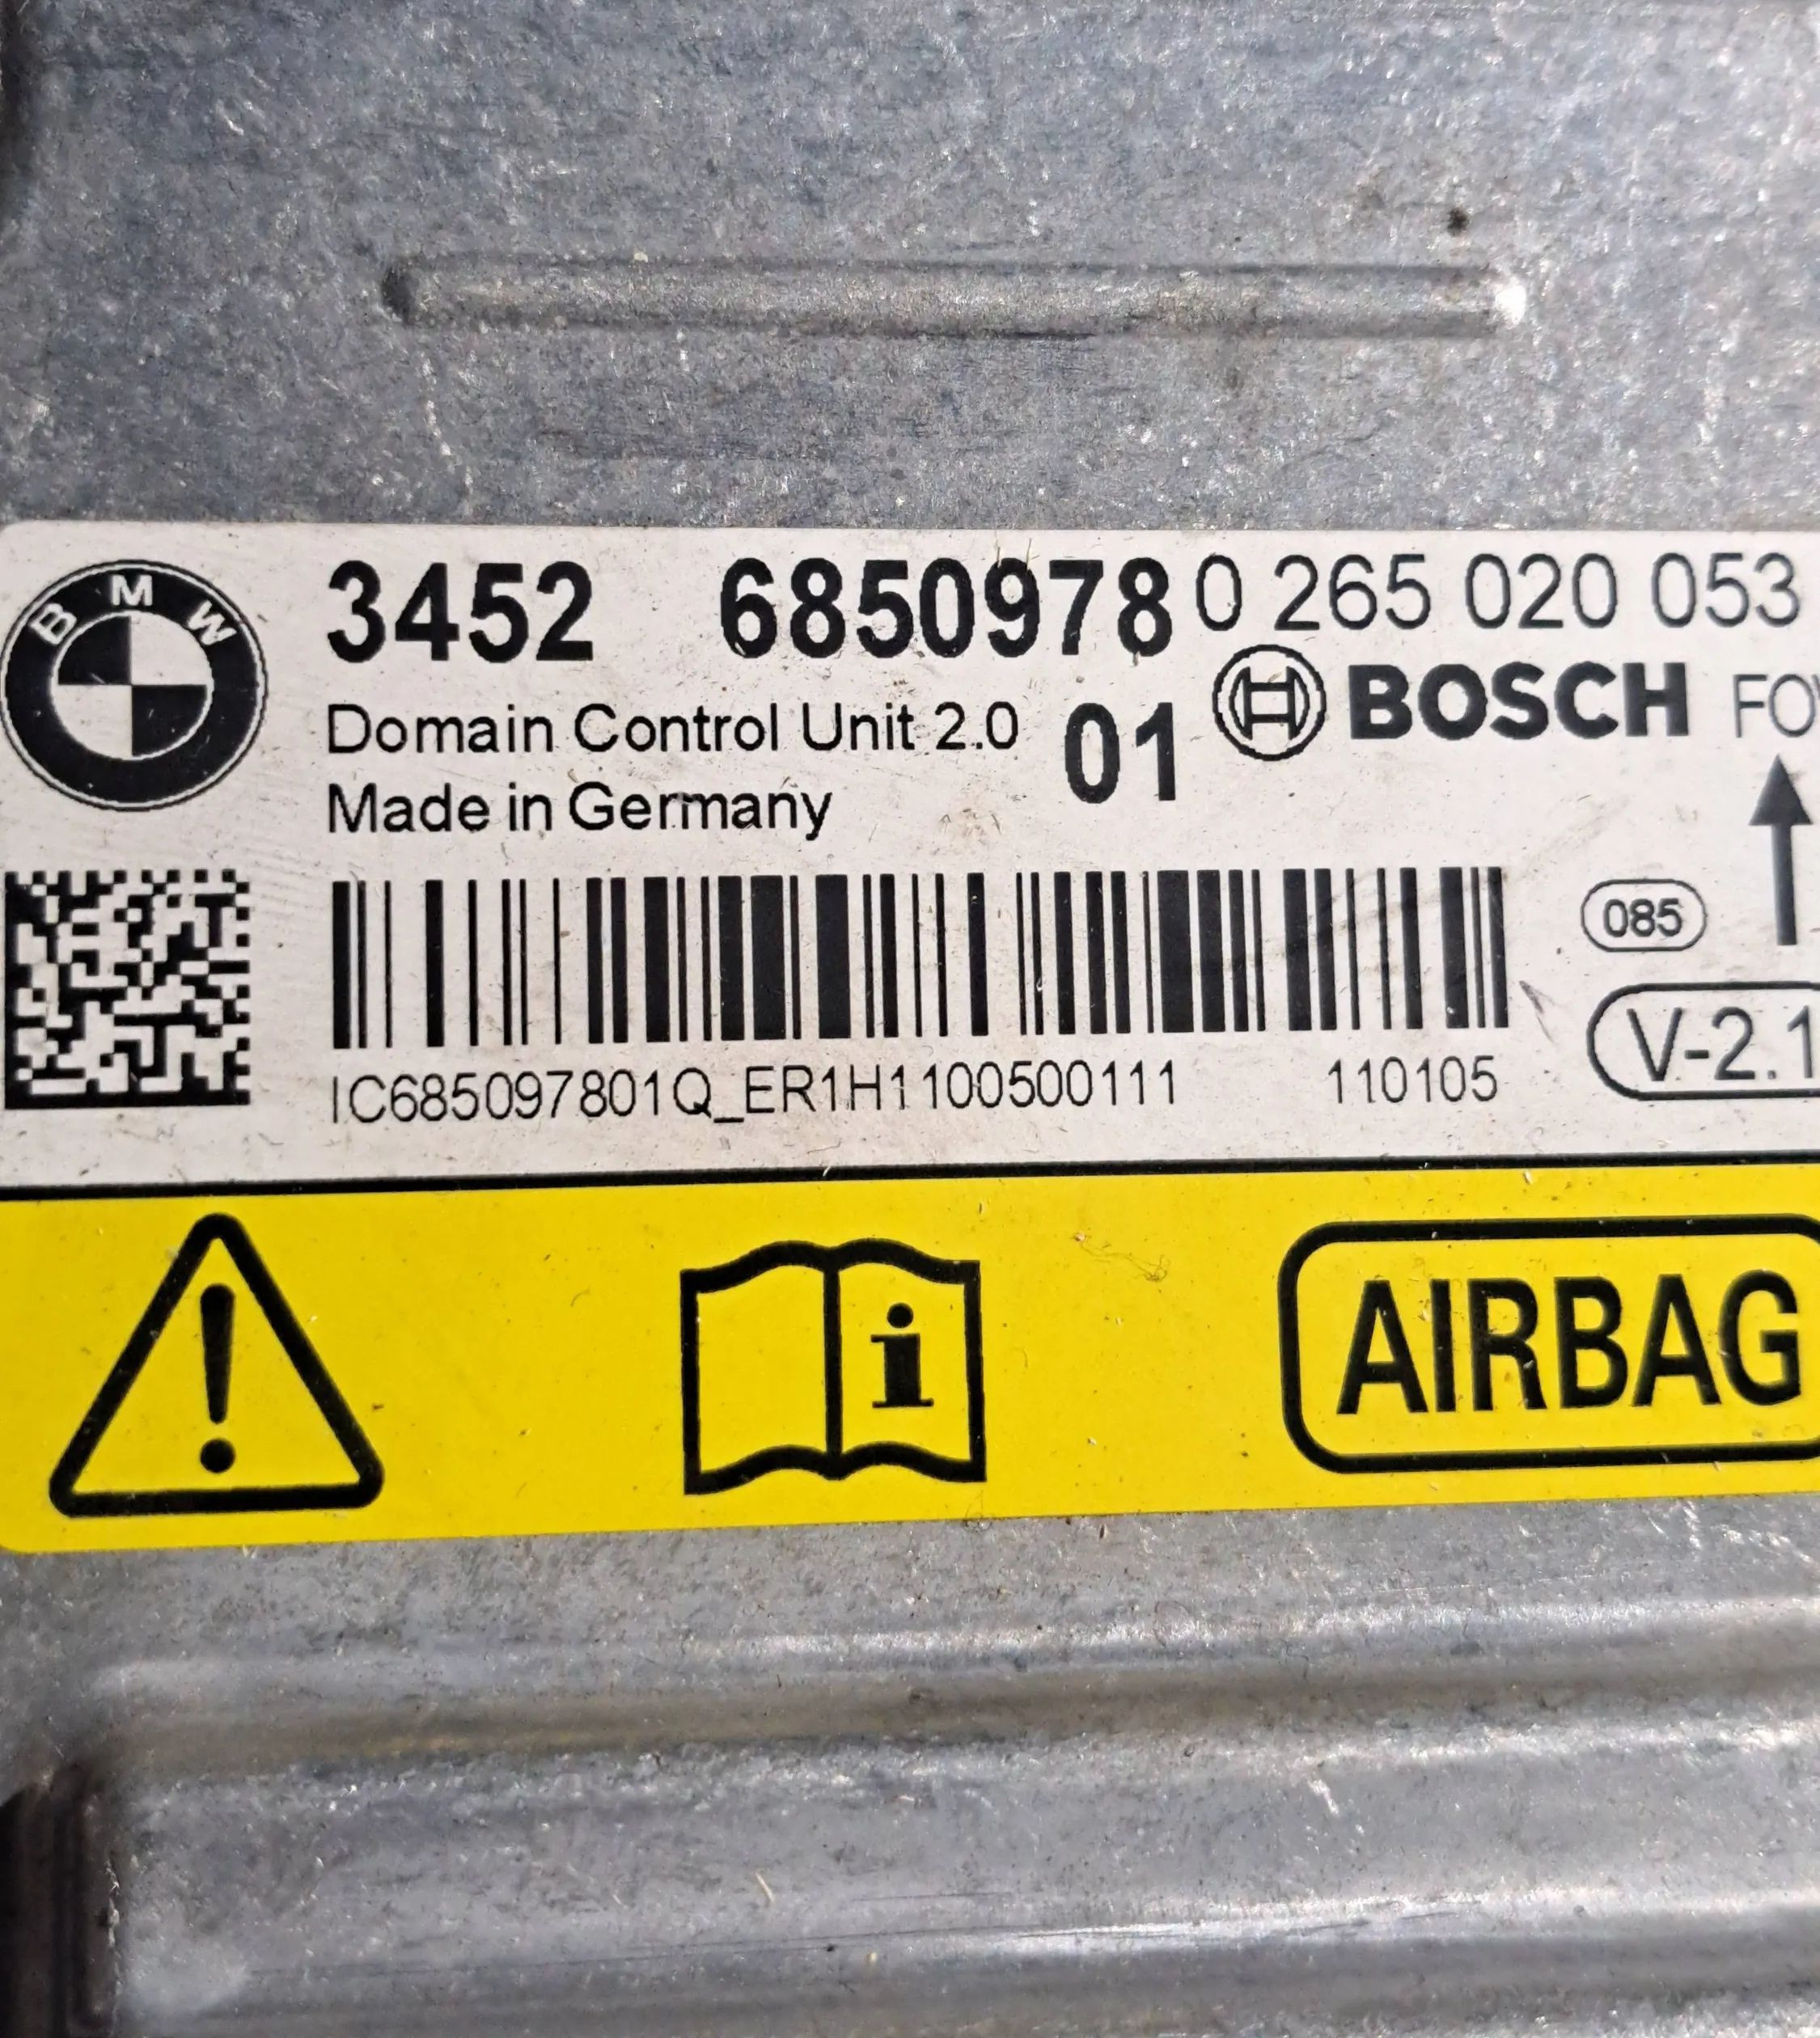 BMW
3452 6850978 0 265 020 053
Domain Control Unit 2.0 01 BOSCH
Made in Germany
085
V-2.1
IC685097801Q_ER1H1100500111 110105
i
AIRBAG